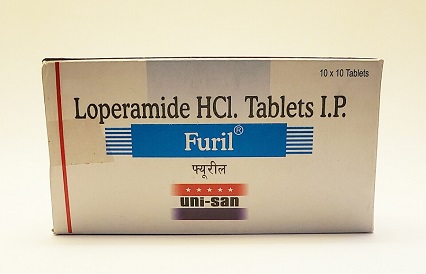 10 x 10 Tablets
Loperamide HCl. Tablets I.P.
Furil®
फ्यूरील
uni-san